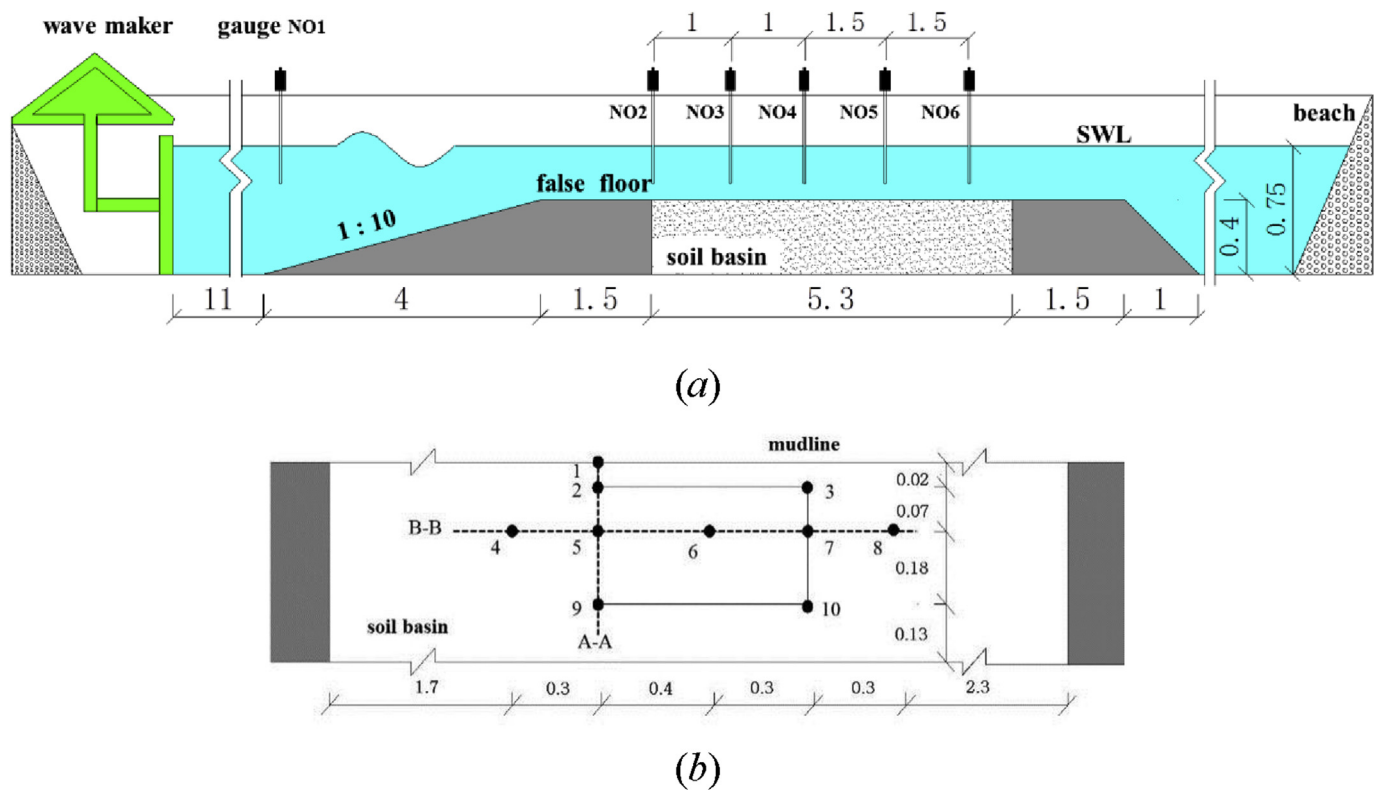 1 1 1.5 1.5
wave maker gauge NO1
NO2 NO3 NO4 NO5 NO6 beach
SWL
false floor
1:10
0.4 0.75
soil basin
11 4 1.5 5.3 1.5 1
(a)
mudline
1
2 3 0.02
B-B 0.07
4 5 6 7 8
0.18
9 10
soil basin A-A 0.13
1.7 0.3 0.4 0.3 0.3 2.3
(b)